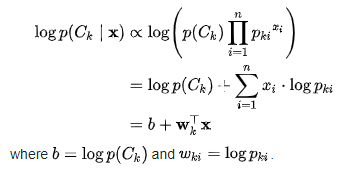 log p(C_k | x) ∝ log ( p(C_k) ∏_{i=1}^{n} p_{ki}^{x_i} )
= log p(C_k) + ∑_{i=1}^{n} x_i · log p_{ki}
= b + w_k^⊤ x
where b = log p(C_k) and w_{ki} = log p_{ki}.